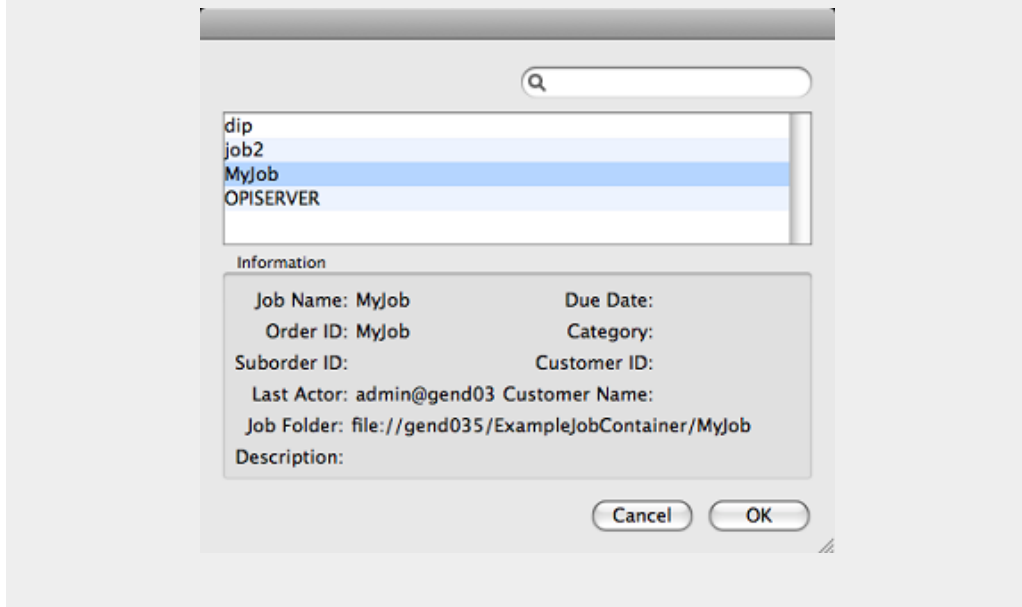 dip
job2
MyJob
OPISERVER
Information
Job Name: MyJob Due Date:
Order ID: MyJob Category:
Suborder ID: Customer ID:
Last Actor: admin@gend03 Customer Name:
Job Folder: file://gend035/ExampleJobContainer/MyJob
Description:
Cancel OK